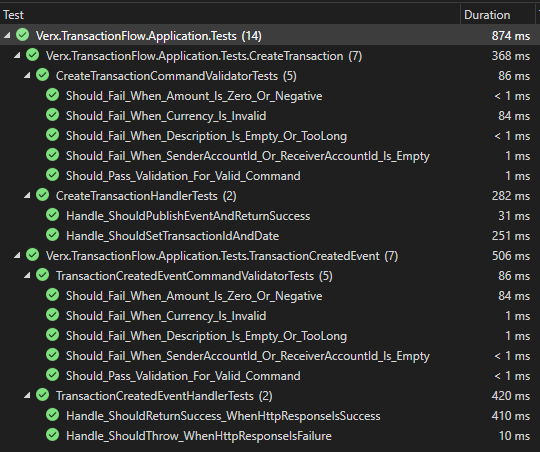 Test Duration
Verx.TransactionFlow.Application.Tests (14) 874 ms
Verx.TransactionFlow.Application.Tests.CreateTransaction (7) 368 ms
CreateTransactionCommandValidatorTests (5) 86 ms
Should_Fail_When_Amount_Is_Zero_Or_Negative < 1 ms
Should_Fail_When_Currency_Is_Invalid 84 ms
Should_Fail_When_Description_Is_Empty_Or_TooLong < 1 ms
Should_Fail_When_SenderAccountId_Or_ReceiverAccountId_Is_Empty 1 ms
Should_Pass_Validation_For_Valid_Command 1 ms
CreateTransactionHandlerTests (2) 282 ms
Handle_ShouldPublishEventAndReturnSuccess 31 ms
Handle_ShouldSetTransactionIdAndDate 251 ms
Verx.TransactionFlow.Application.Tests.TransactionCreatedEvent (7) 506 ms
TransactionCreatedEventCommandValidatorTests (5) 86 ms
Should_Fail_When_Amount_Is_Zero_Or_Negative 84 ms
Should_Fail_When_Currency_Is_Invalid 1 ms
Should_Fail_When_Description_Is_Empty_Or_TooLong 1 ms
Should_Fail_When_SenderAccountId_Or_ReceiverAccountId_Is_Empty < 1 ms
Should_Pass_Validation_For_Valid_Command < 1 ms
TransactionCreatedEventHandlerTests (2) 420 ms
Handle_ShouldReturnSuccess_WhenHttpResponseIsSuccess 410 ms
Handle_ShouldThrow_WhenHttpResponseIsFailure 10 ms